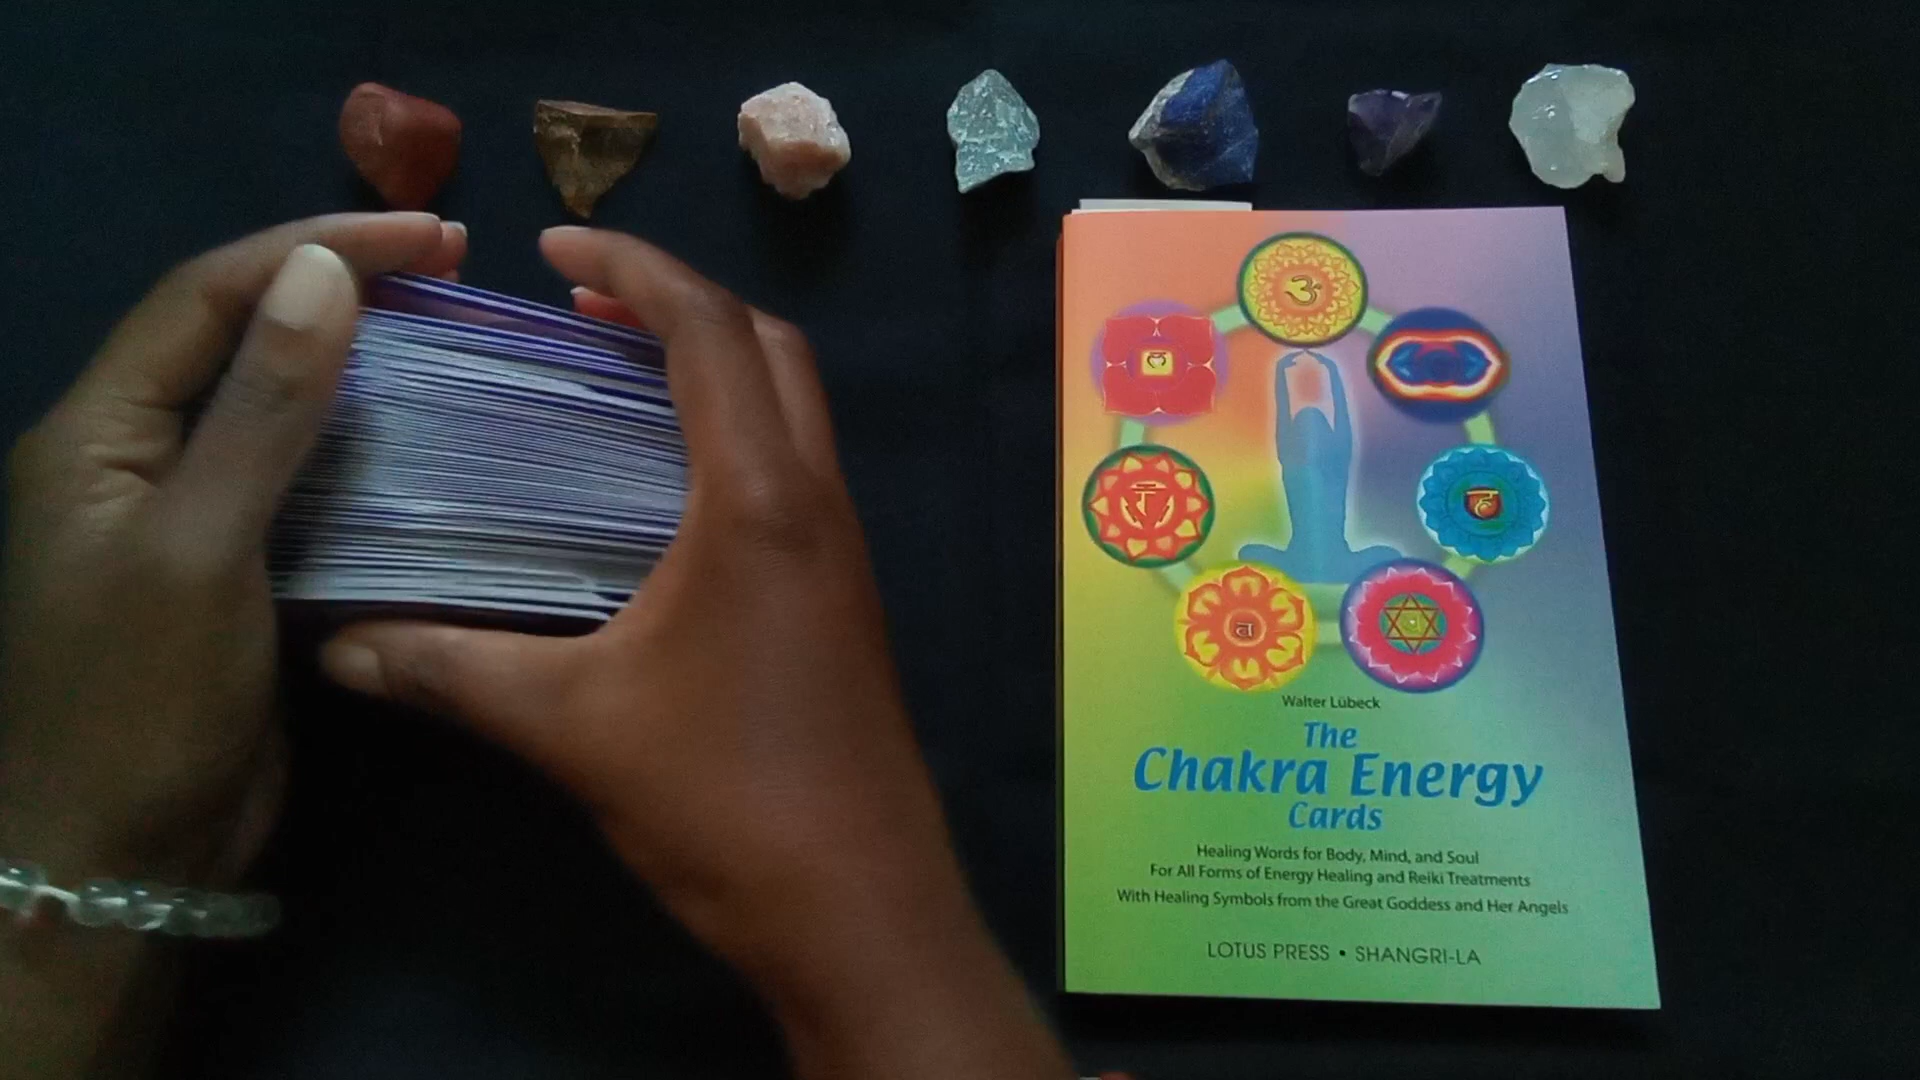 ॐ
लं
रं
हं
वं
Walter Lübeck
The
Chakra Energy
Cards
Healing Words for Body, Mind, and Soul
For All Forms of Energy Healing and Reiki Treatments
With Healing Symbols from the Great Goddess and Her Angels
LOTUS PRESS • SHANGRI-LA